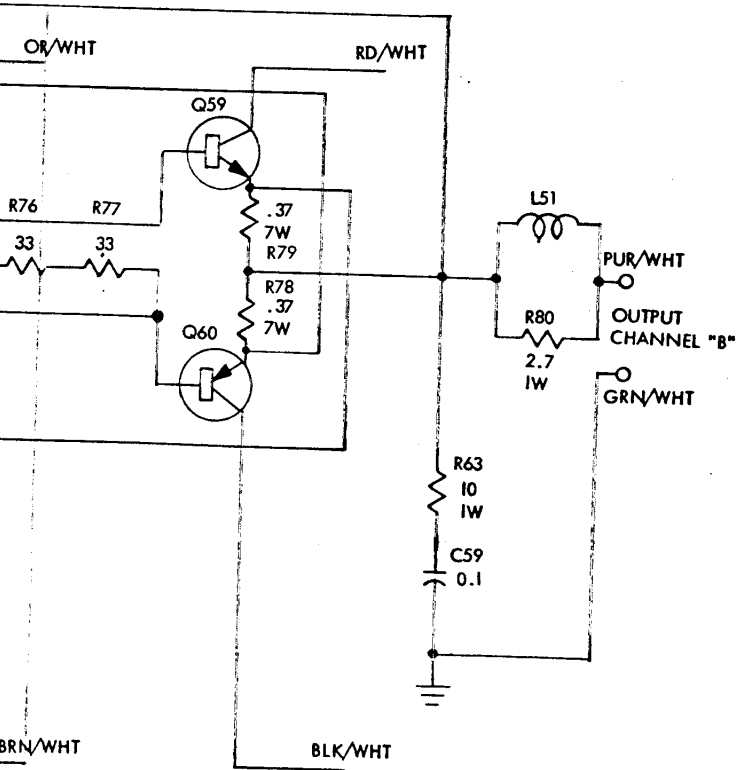 OR/WHT
RD/WHT
Q59
R76
R77
33
33
.37
7W
R79
R78
.37
7W
Q60
L51
PUR/WHT
R80
2.7
1W
OUTPUT
CHANNEL "B"
GRN/WHT
R63
10
1W
C59
0.1
BRN/WHT
BLK/WHT